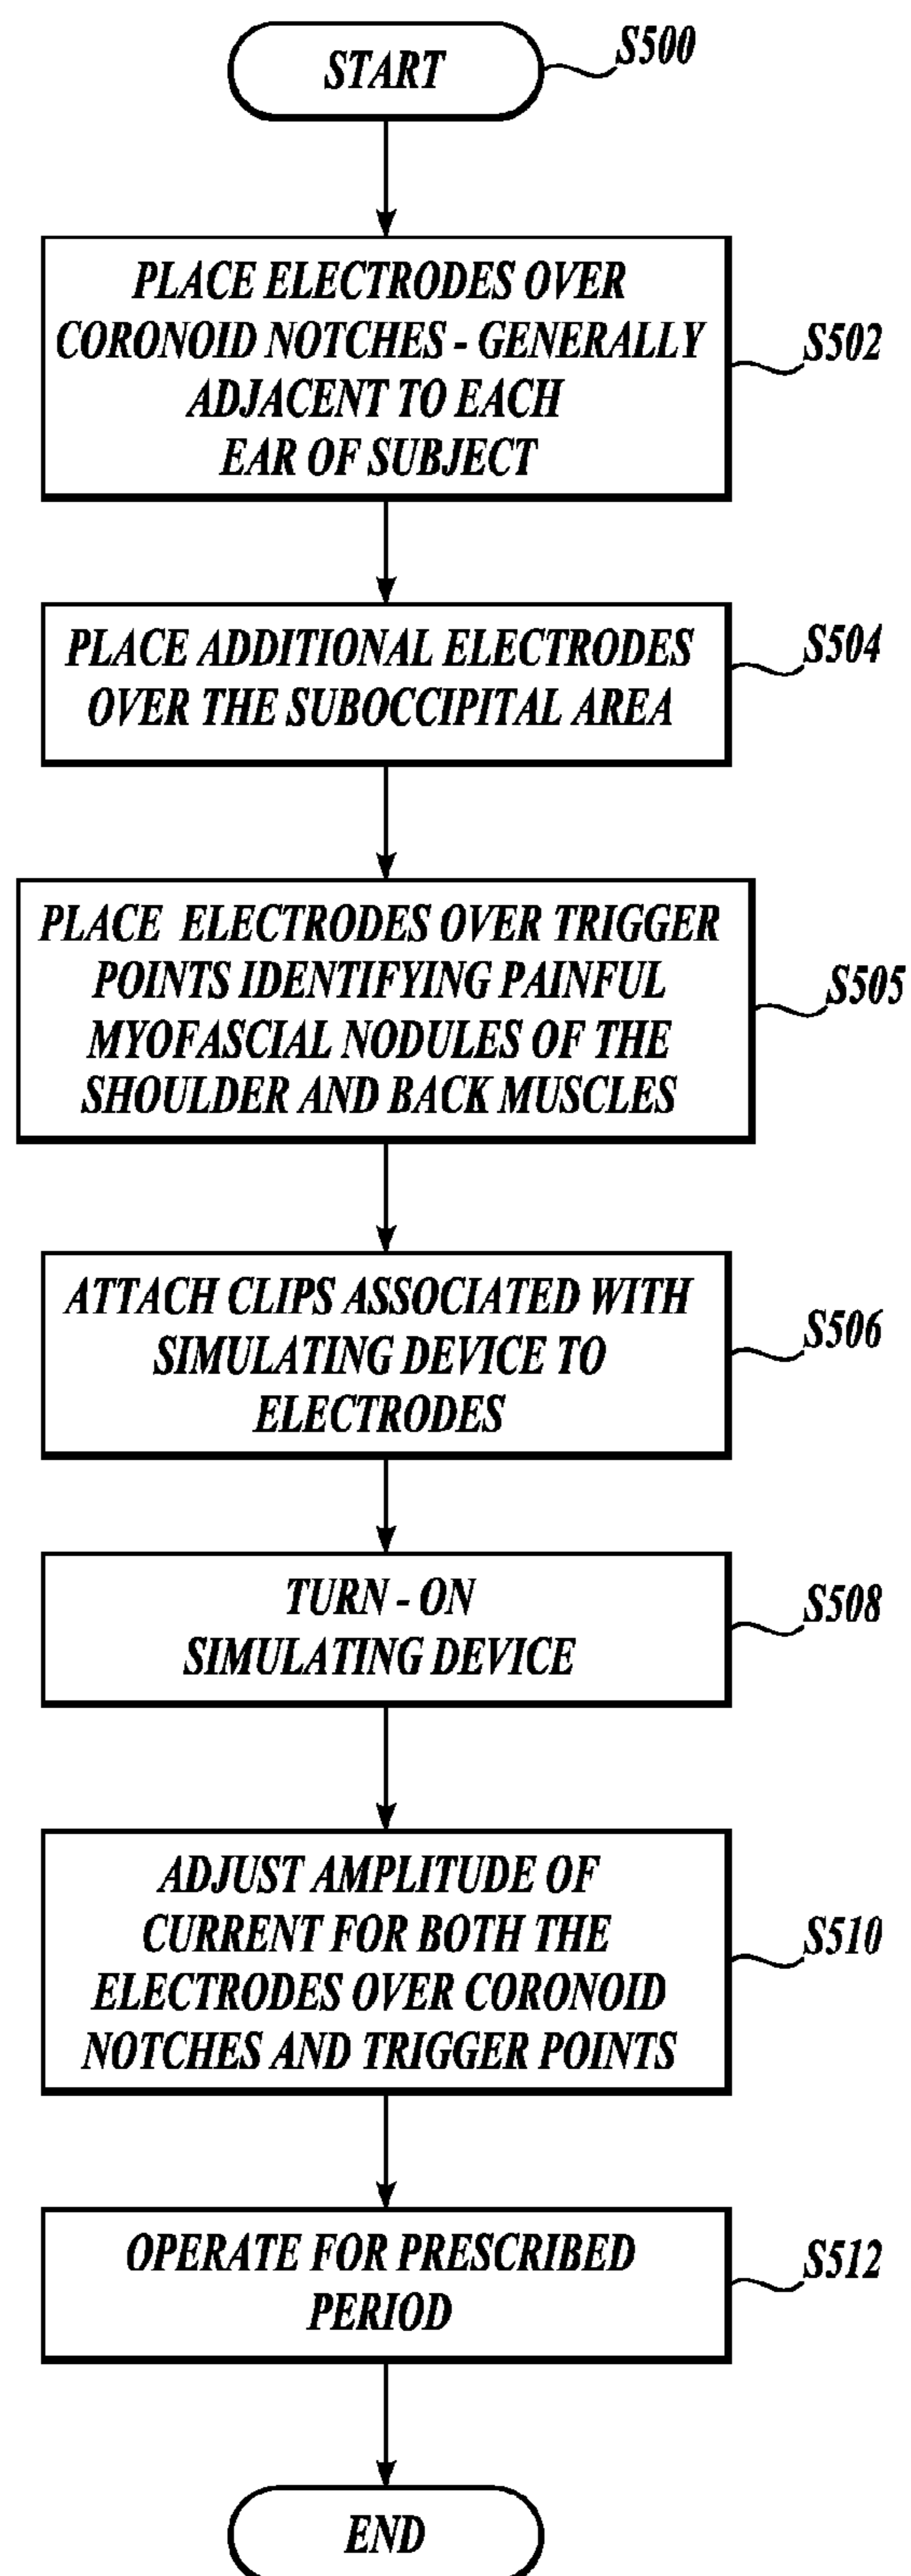 START
S500
PLACE ELECTRODES OVER
CORONOID NOTCHES - GENERALLY
ADJACENT TO EACH
EAR OF SUBJECT
S502
PLACE ADDITIONAL ELECTRODES
OVER THE SUBOCCIPITAL AREA
S504
PLACE ELECTRODES OVER TRIGGER
POINTS IDENTIFYING PAINFUL
MYOFASCIAL NODULES OF THE
SHOULDER AND BACK MUSCLES
S505
ATTACH CLIPS ASSOCIATED WITH
SIMULATING DEVICE TO
ELECTRODES
S506
TURN - ON
SIMULATING DEVICE
S508
ADJUST AMPLITUDE OF
CURRENT FOR BOTH THE
ELECTRODES OVER CORONOID
NOTCHES AND TRIGGER POINTS
S510
OPERATE FOR PRESCRIBED
PERIOD
S512
END